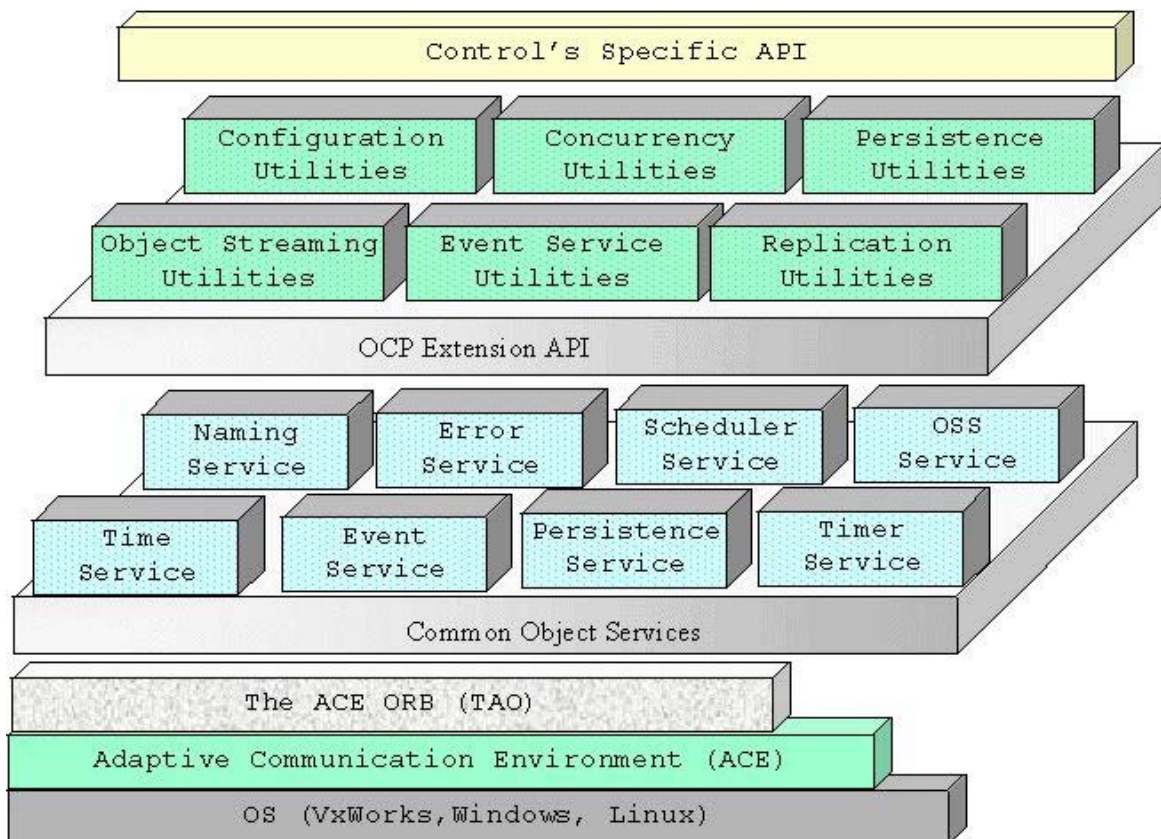 Control's Specific API
Configuration
Utilities
Concurrency
Utilities
Persistence
Utilities
Object Streaming
Utilities
Event Service
Utilities
Replication
Utilities
OCP Extension API
Naming
Service
Error
Service
Scheduler
Service
OSS
Service
Time
Service
Event
Service
Persistence
Service
Timer
Service
Common Object Services
The ACE ORB (TAO)
Adaptive Communication Environment (ACE)
OS (VxWorks,Windows, Linux)